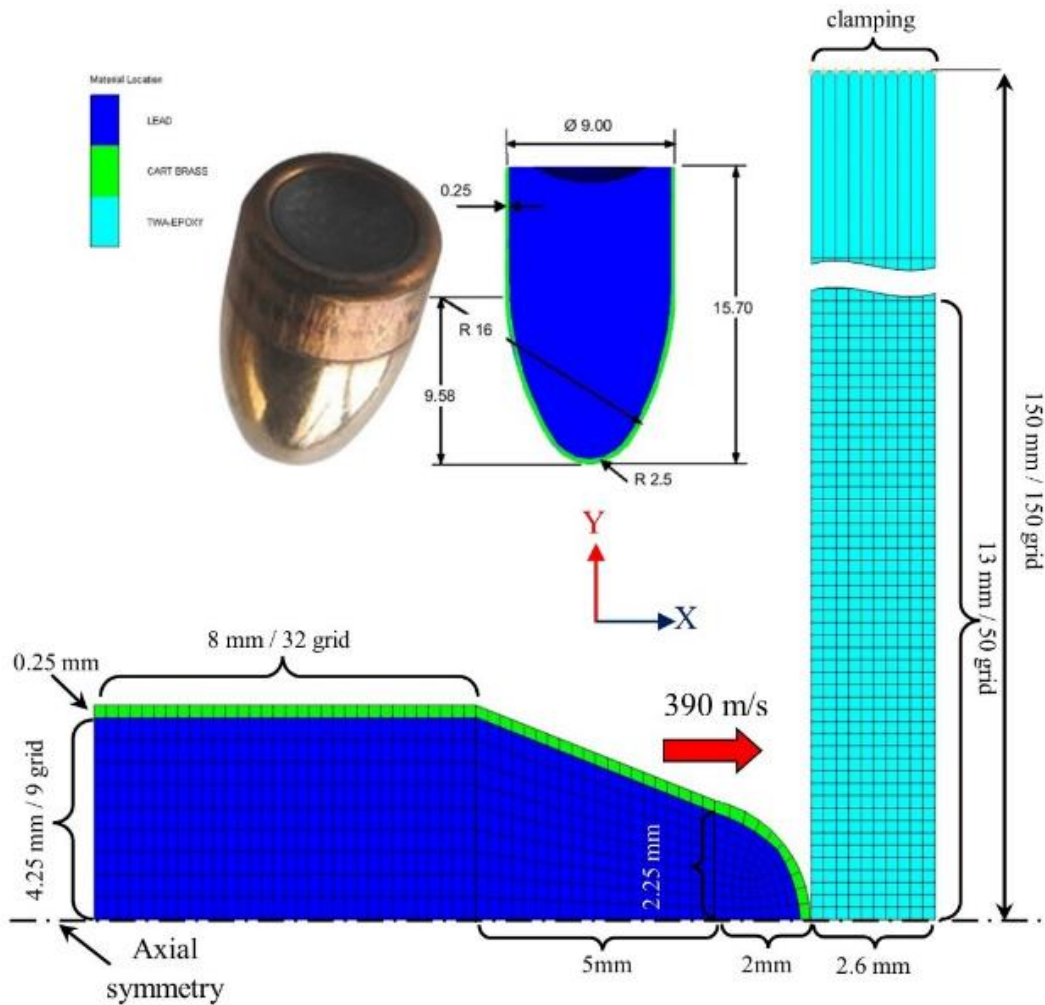 clamping
Material Location
LEAD
CART BRASS
TWA-EPOXY
Ø 9.00
0.25
15.70
R 16
9.58
R 2.5
Y
X
150 mm / 150 grid
13 mm / 50 grid
8 mm / 32 grid
0.25 mm
390 m/s
4.25 mm / 9 grid
2.25 mm
Axial
symmetry
5mm
2mm
2.6 mm